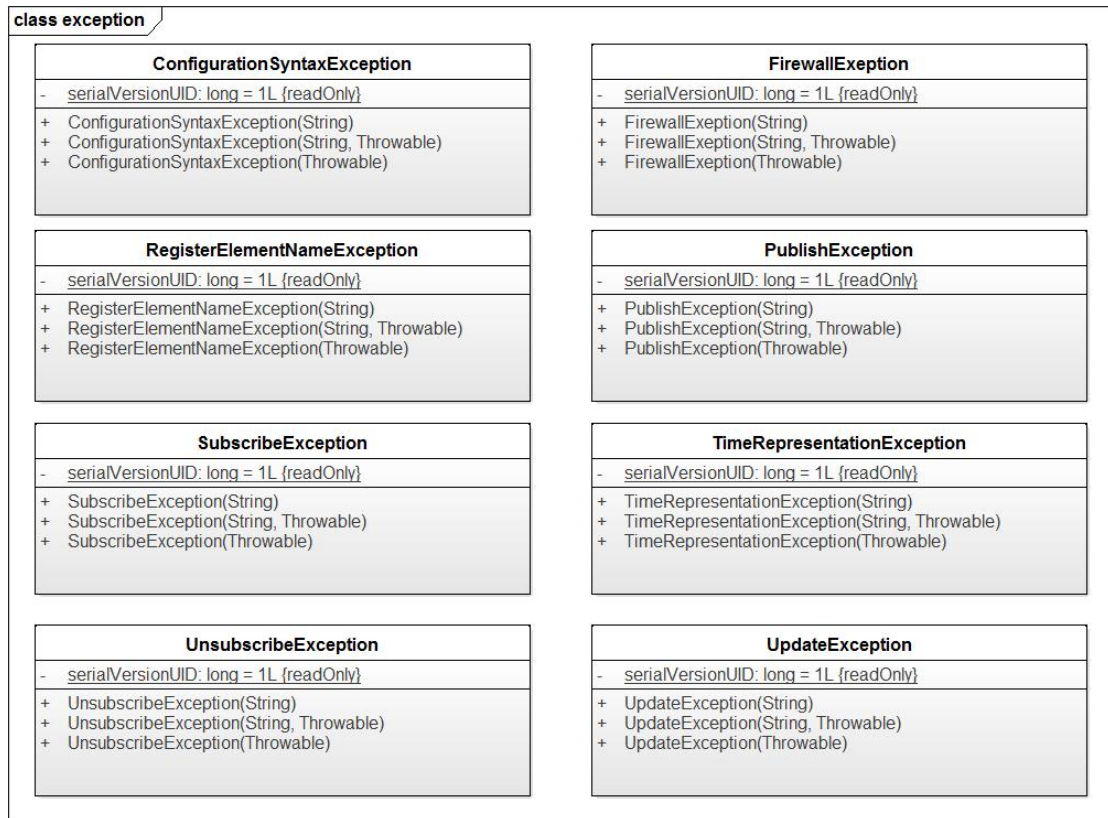 class exception
ConfigurationSyntaxException
- serialVersionUID: long = 1L {readOnly}
+ ConfigurationSyntaxException(String)
+ ConfigurationSyntaxException(String, Throwable)
+ ConfigurationSyntaxException(Throwable)
FirewallExeption
- serialVersionUID: long = 1L {readOnly}
+ FirewallExeption(String)
+ FirewallExeption(String, Throwable)
+ FirewallExeption(Throwable)
RegisterElementNameException
- serialVersionUID: long = 1L {readOnly}
+ RegisterElementNameException(String)
+ RegisterElementNameException(String, Throwable)
+ RegisterElementNameException(Throwable)
PublishException
- serialVersionUID: long = 1L {readOnly}
+ PublishException(String)
+ PublishException(String, Throwable)
+ PublishException(Throwable)
SubscribeException
- serialVersionUID: long = 1L {readOnly}
+ SubscribeException(String)
+ SubscribeException(String, Throwable)
+ SubscribeException(Throwable)
TimeRepresentationException
- serialVersionUID: long = 1L {readOnly}
+ TimeRepresentationException(String)
+ TimeRepresentationException(String, Throwable)
+ TimeRepresentationException(Throwable)
UnsubscribeException
- serialVersionUID: long = 1L {readOnly}
+ UnsubscribeException(String)
+ UnsubscribeException(String, Throwable)
+ UnsubscribeException(Throwable)
UpdateException
- serialVersionUID: long = 1L {readOnly}
+ UpdateException(String)
+ UpdateException(String, Throwable)
+ UpdateException(Throwable)